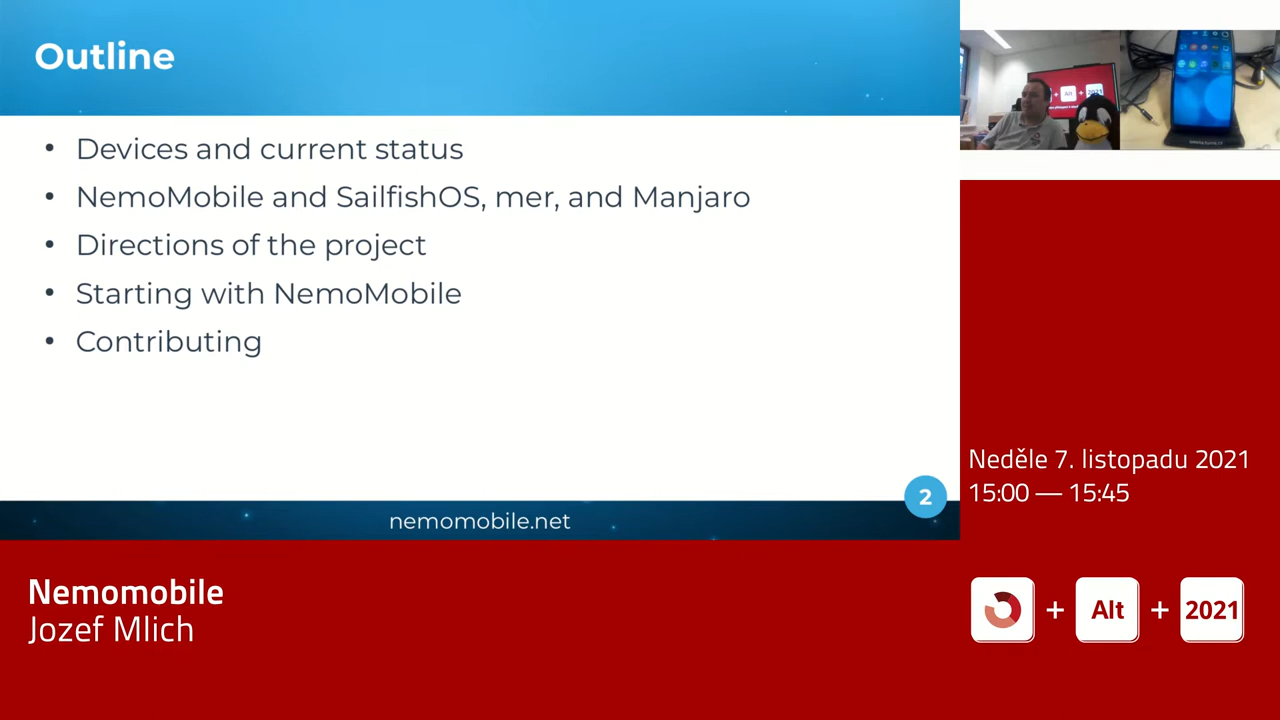 Outline
• Devices and current status
• NemoMobile and SailfishOS, mer, and Manjaro
• Directions of the project
• Starting with NemoMobile
• Contributing
2
nemomobile.net
Neděle 7. listopadu 2021
15:00 — 15:45
Nemomobile
Jozef Mlich
+ Alt + 2021